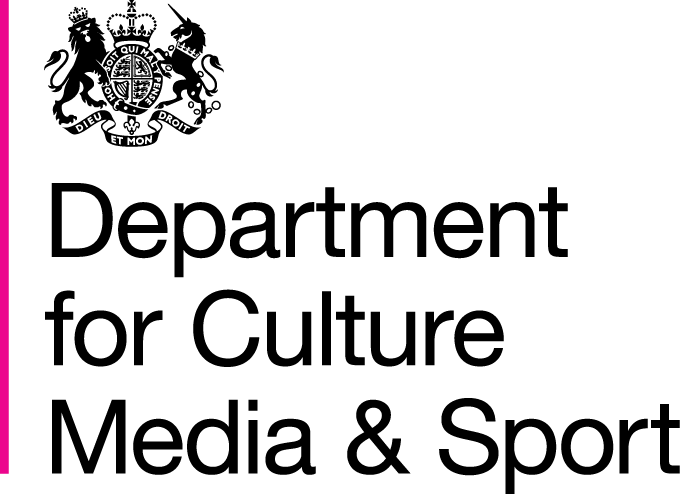 HONI SOIT QUI MAL Y PENSE
DIEU ET MON DROIT
Department
for Culture
Media & Sport